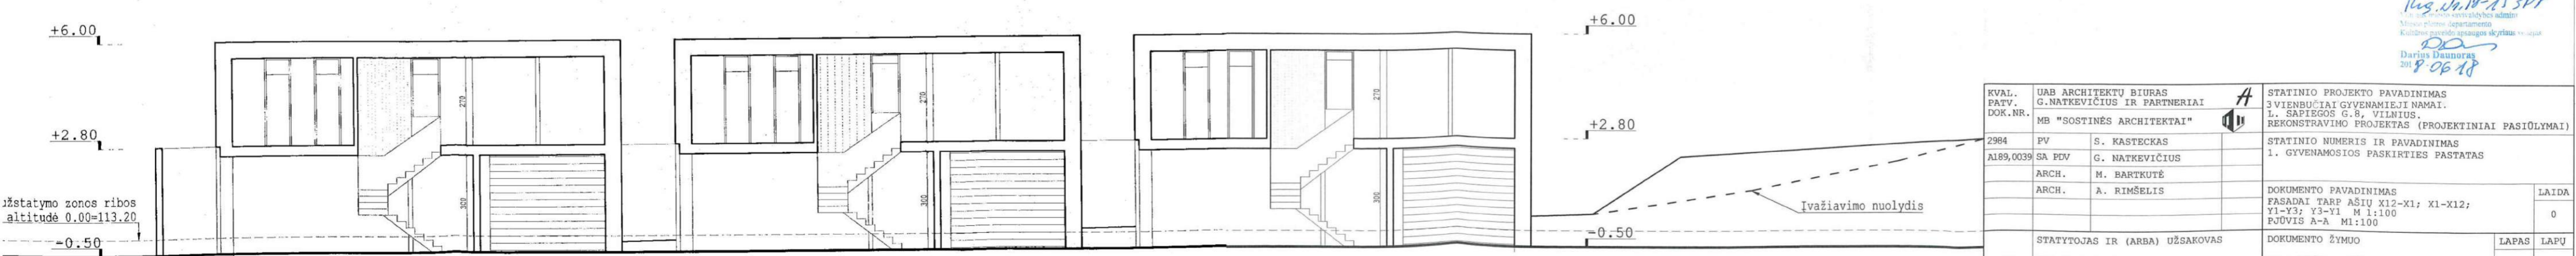 +6.00
+2.80
užstatymo zonos ribos
altitudė 0.00=113.20
-0.50
270
300
270
300
270
300
+6.00
+2.80
Įvažiavimo nuolydis
-0.50
Darius Daunoras
KVAL. PATV. DOK.NR.
UAB ARCHITEKTŲ BIURAS
G.NATKEVIČIUS IR PARTNERIAI
MB "SOSTINĖS ARCHITEKTAI"
STATINIO PROJEKTO PAVADINIMAS
3 VIENBUČIAI GYVENAMIEJI NAMAI.
L. SAPIEGOS G.8, VILNIUS.
REKONSTRAVIMO PROJEKTAS (PROJEKTINIAI PASIŪLYMAI)
2984 PV S. KASTECKAS
A189,0039 SA PDV G. NATKEVIČIUS
ARCH. M. BARTKUTĖ
ARCH. A. RIMŠELIS
STATINIO NUMERIS IR PAVADINIMAS
1. GYVENAMOSIOS PASKIRTIES PASTATAS
DOKUMENTO PAVADINIMAS
FASADAI TARP AŠIŲ X12-X1; X1-X12;
Y1-Y3; Y3-Y1 M 1:100
PJŪVIS A-A M1:100
LAIDA
0
STATYTOJAS IR (ARBA) UŽSAKOVAS
DOKUMENTO ŽYMUO
LAPAS LAPŲ